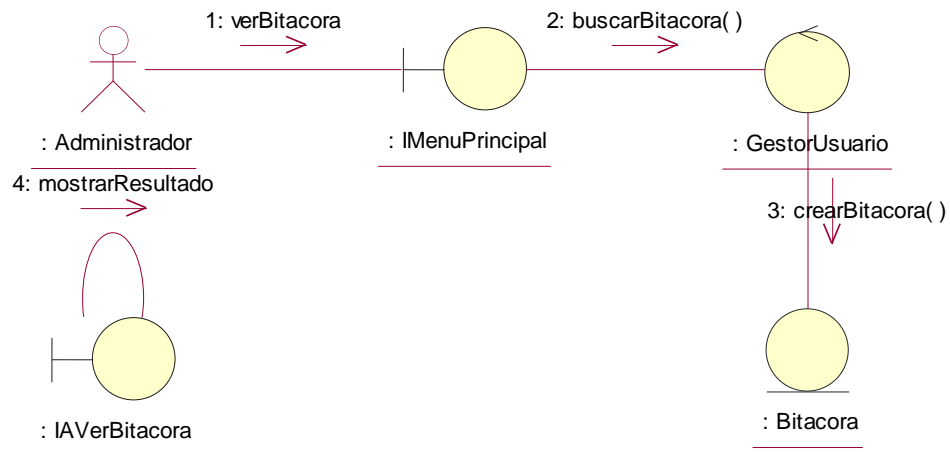 1: verBitacora
2: buscarBitacora( )
: Administrador
: IMenuPrincipal
: GestorUsuario
4: mostrarResultado
3: crearBitacora( )
: IAVerBitacora
: Bitacora